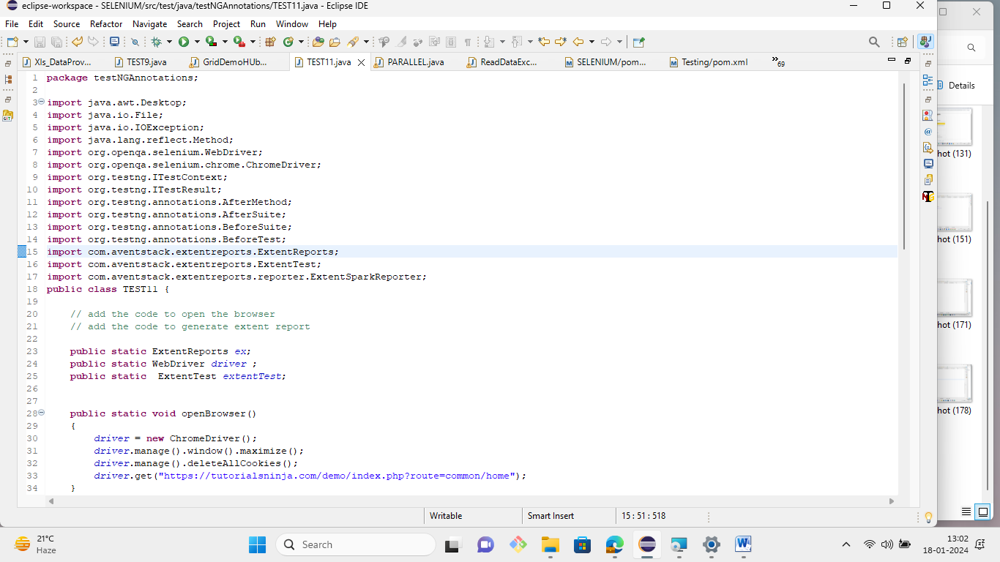 eclipse-workspace - SELENIUM/src/test/java/testNGAnnotations/TEST11.java - Eclipse IDE
File Edit Source Refactor Navigate Search Project Run Window Help
Xls_DataProv... TEST9.java GridDemoHUb... TEST11.java PARALLEL.java ReadDataExc... SELENIUM/pom... Testing/pom.xml 69
Details
1 package testNGAnnotations;
2
3 import java.awt.Desktop;
4 import java.io.File;
5 import java.io.IOException;
6 import java.lang.reflect.Method;
7 import org.openqa.selenium.WebDriver;
8 import org.openqa.selenium.chrome.ChromeDriver;
9 import org.testng.ITestContext;
10 import org.testng.ITestResult;
11 import org.testng.annotations.AfterMethod;
12 import org.testng.annotations.AfterSuite;
13 import org.testng.annotations.BeforeSuite;
14 import org.testng.annotations.BeforeTest;
15 import com.aventstack.extentreports.ExtentReports;
16 import com.aventstack.extentreports.ExtentTest;
17 import com.aventstack.extentreports.reporter.ExtentSparkReporter;
18 public class TEST11 {
19
20 // add the code to open the browser
21 // add the code to generate extent report
22
23 public static ExtentReports ex;
24 public static WebDriver driver ;
25 public static  ExtentTest extentTest;
26
27
28 public static void openBrowser()
29 {
30 driver = new ChromeDriver();
31 driver.manage().window().maximize();
32 driver.manage().deleteAllCookies();
33 driver.get("https://tutorialsninja.com/demo/index.php?route=common/home");
34 }
hot (131)
hot (151)
hot (171)
hot (178)
GIT
Writable Smart Insert 15 : 51 : 518
21°C
Haze
Search
13:02
18-01-2024